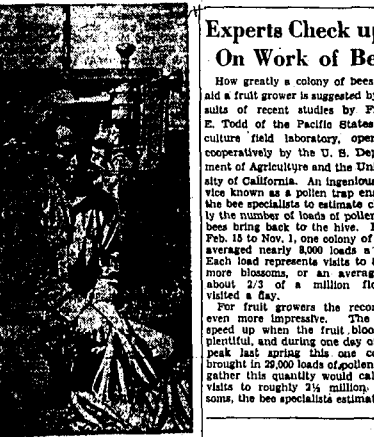 Experts Check up
On Work of Be
How greatly a colony of bees
aid a fruit grower is suggested by
sults of recent studies by F
E. Todd of the Pacific States
culture field laboratory, oper
cooperatively by the U. S. Dep
ment of Agriculture and the Uni
sity of California. An ingeniou
vice known as a pollen trap ena
the bee specialists to estimate c
ly the number of loads of pollen
bees bring back to the hive.
Feb. 15 to Nov. 1, one colony of
averaged nearly 8,000 loads a
Each load represents visits to
more blossoms, or an averag
about 2/3 of a million flo
visited a day.
For fruit growers the recor
even more impressive. The
speed up when the fruit bloo
plentiful, and during one day o
peak last spring this one co
brought in 29,000 loads of pollen
gather this quantity would cal
visits to roughly 2½ million
soms, the bee specialists estimat